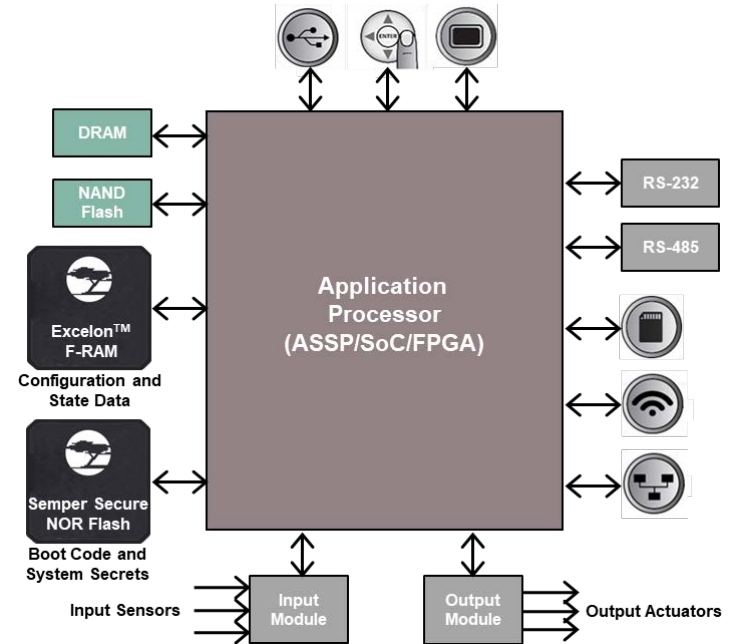 ENTER
DRAM
NAND
Flash
Excelon™
F-RAM
Configuration and
State Data
Semper Secure
NOR Flash
Boot Code and
System Secrets
Application
Processor
(ASSP/SoC/FPGA)
RS-232
RS-485
Input Sensors
Input
Module
Output
Module
Output Actuators